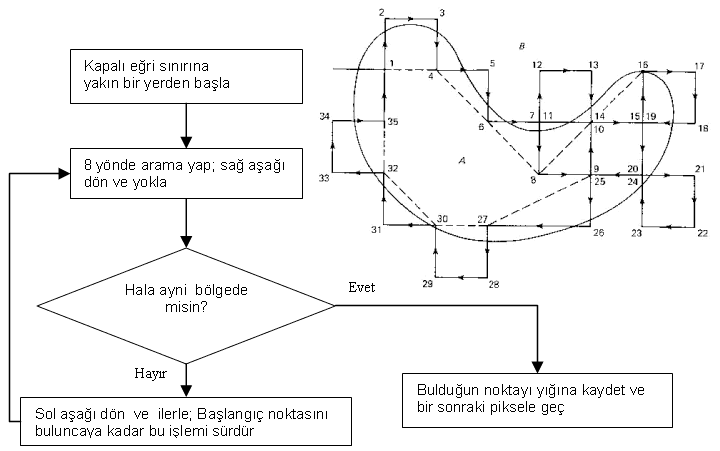 Kapalı eğri sınırına
yakın bir yerden başla
8 yönde arama yap; sağ aşağı
dön ve yokla
Hala ayni bölgede
misin?
Evet
Hayır
Sol aşağı dön ve ilerle; Başlangıç noktasını
buluncaya kadar bu işlemi sürdür
Bulduğun noktayı yığına kaydet ve
bir sonraki piksele geç
2 3
B
1 4 5 12 13 16 17
34 35 6 7 11 14 15 19 18
10
A
33 32 8 9 20 21
25 24
31 30 27 26 23 22
29 28